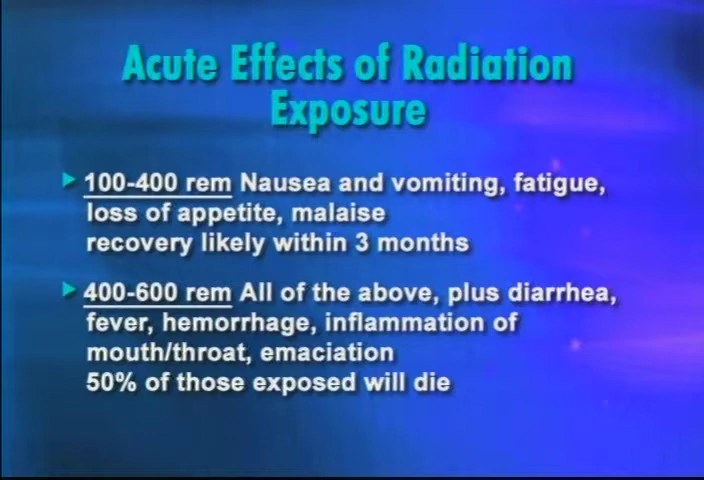 Acute Effects of Radiation
Exposure
100-400 rem Nausea and vomiting, fatigue,
loss of appetite, malaise
recovery likely within 3 months
400-600 rem All of the above, plus diarrhea,
fever, hemorrhage, inflammation of
mouth/throat, emaciation
50% of those exposed will die